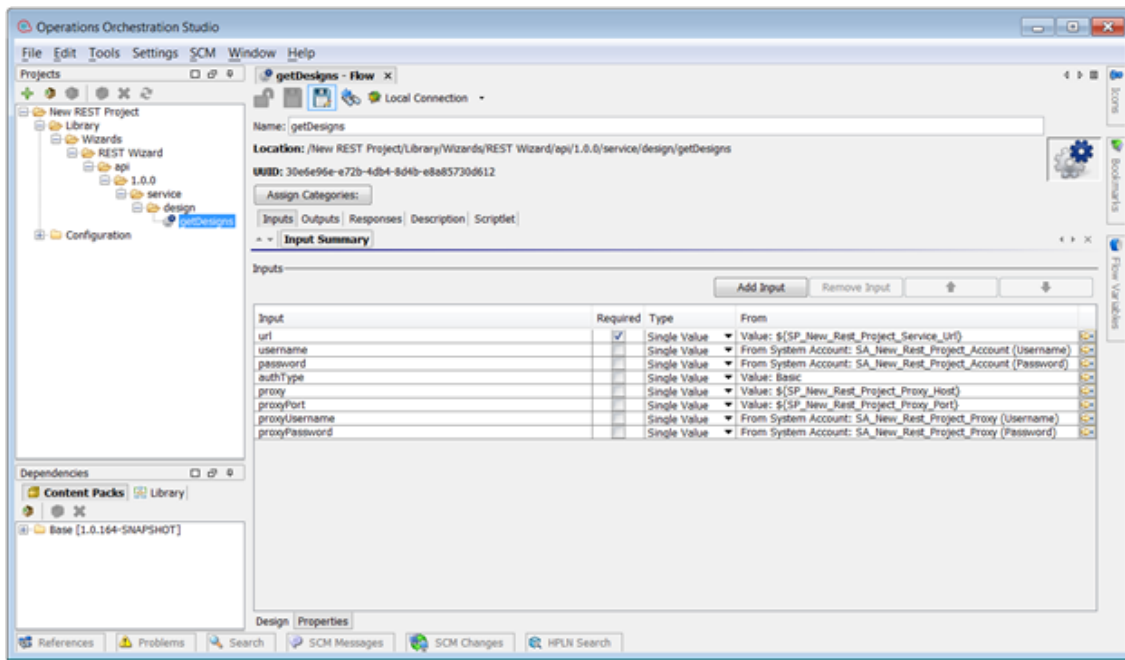 Operations Orchestration Studio
File Edit Tools Settings SCM Window Help
Projects
getDesigns - Flow
Local Connection
New REST Project
Library
Wizards
REST Wizard
api
1.0.0
service
design
getDesigns
Configuration
Name: getDesigns
Location: /New REST Project/Library/Wizards/REST Wizard/api/1.0.0/service/design/getDesigns
UUID: 30e6e96e-e72b-4db4-8d4b-e8a85730d612
Assign Categories:
Inputs Outputs Responses Description Scriptlet
Input Summary
Inputs
Add Input Remove Input
Input Required Type From
url Single Value Value: ${SP_New_Rest_Project_Service_Url}
username Single Value From System Account: SA_New_Rest_Project_Account (Username)
password Single Value From System Account: SA_New_Rest_Project_Account (Password)
authType Single Value Value: Basic
proxy Single Value Value: ${SP_New_Rest_Project_Proxy_Host}
proxyPort Single Value Value: ${SP_New_Rest_Project_Proxy_Port}
proxyUsername Single Value From System Account: SA_New_Rest_Project_Proxy (Username)
proxyPassword Single Value From System Account: SA_New_Rest_Project_Proxy (Password)
Icons
Bookmarks
Flow Variables
Dependencies
Content Packs Library
Base [1.0.164-SNAPSHOT]
Design Properties
References Problems Search SCM Messages SCM Changes HPLN Search